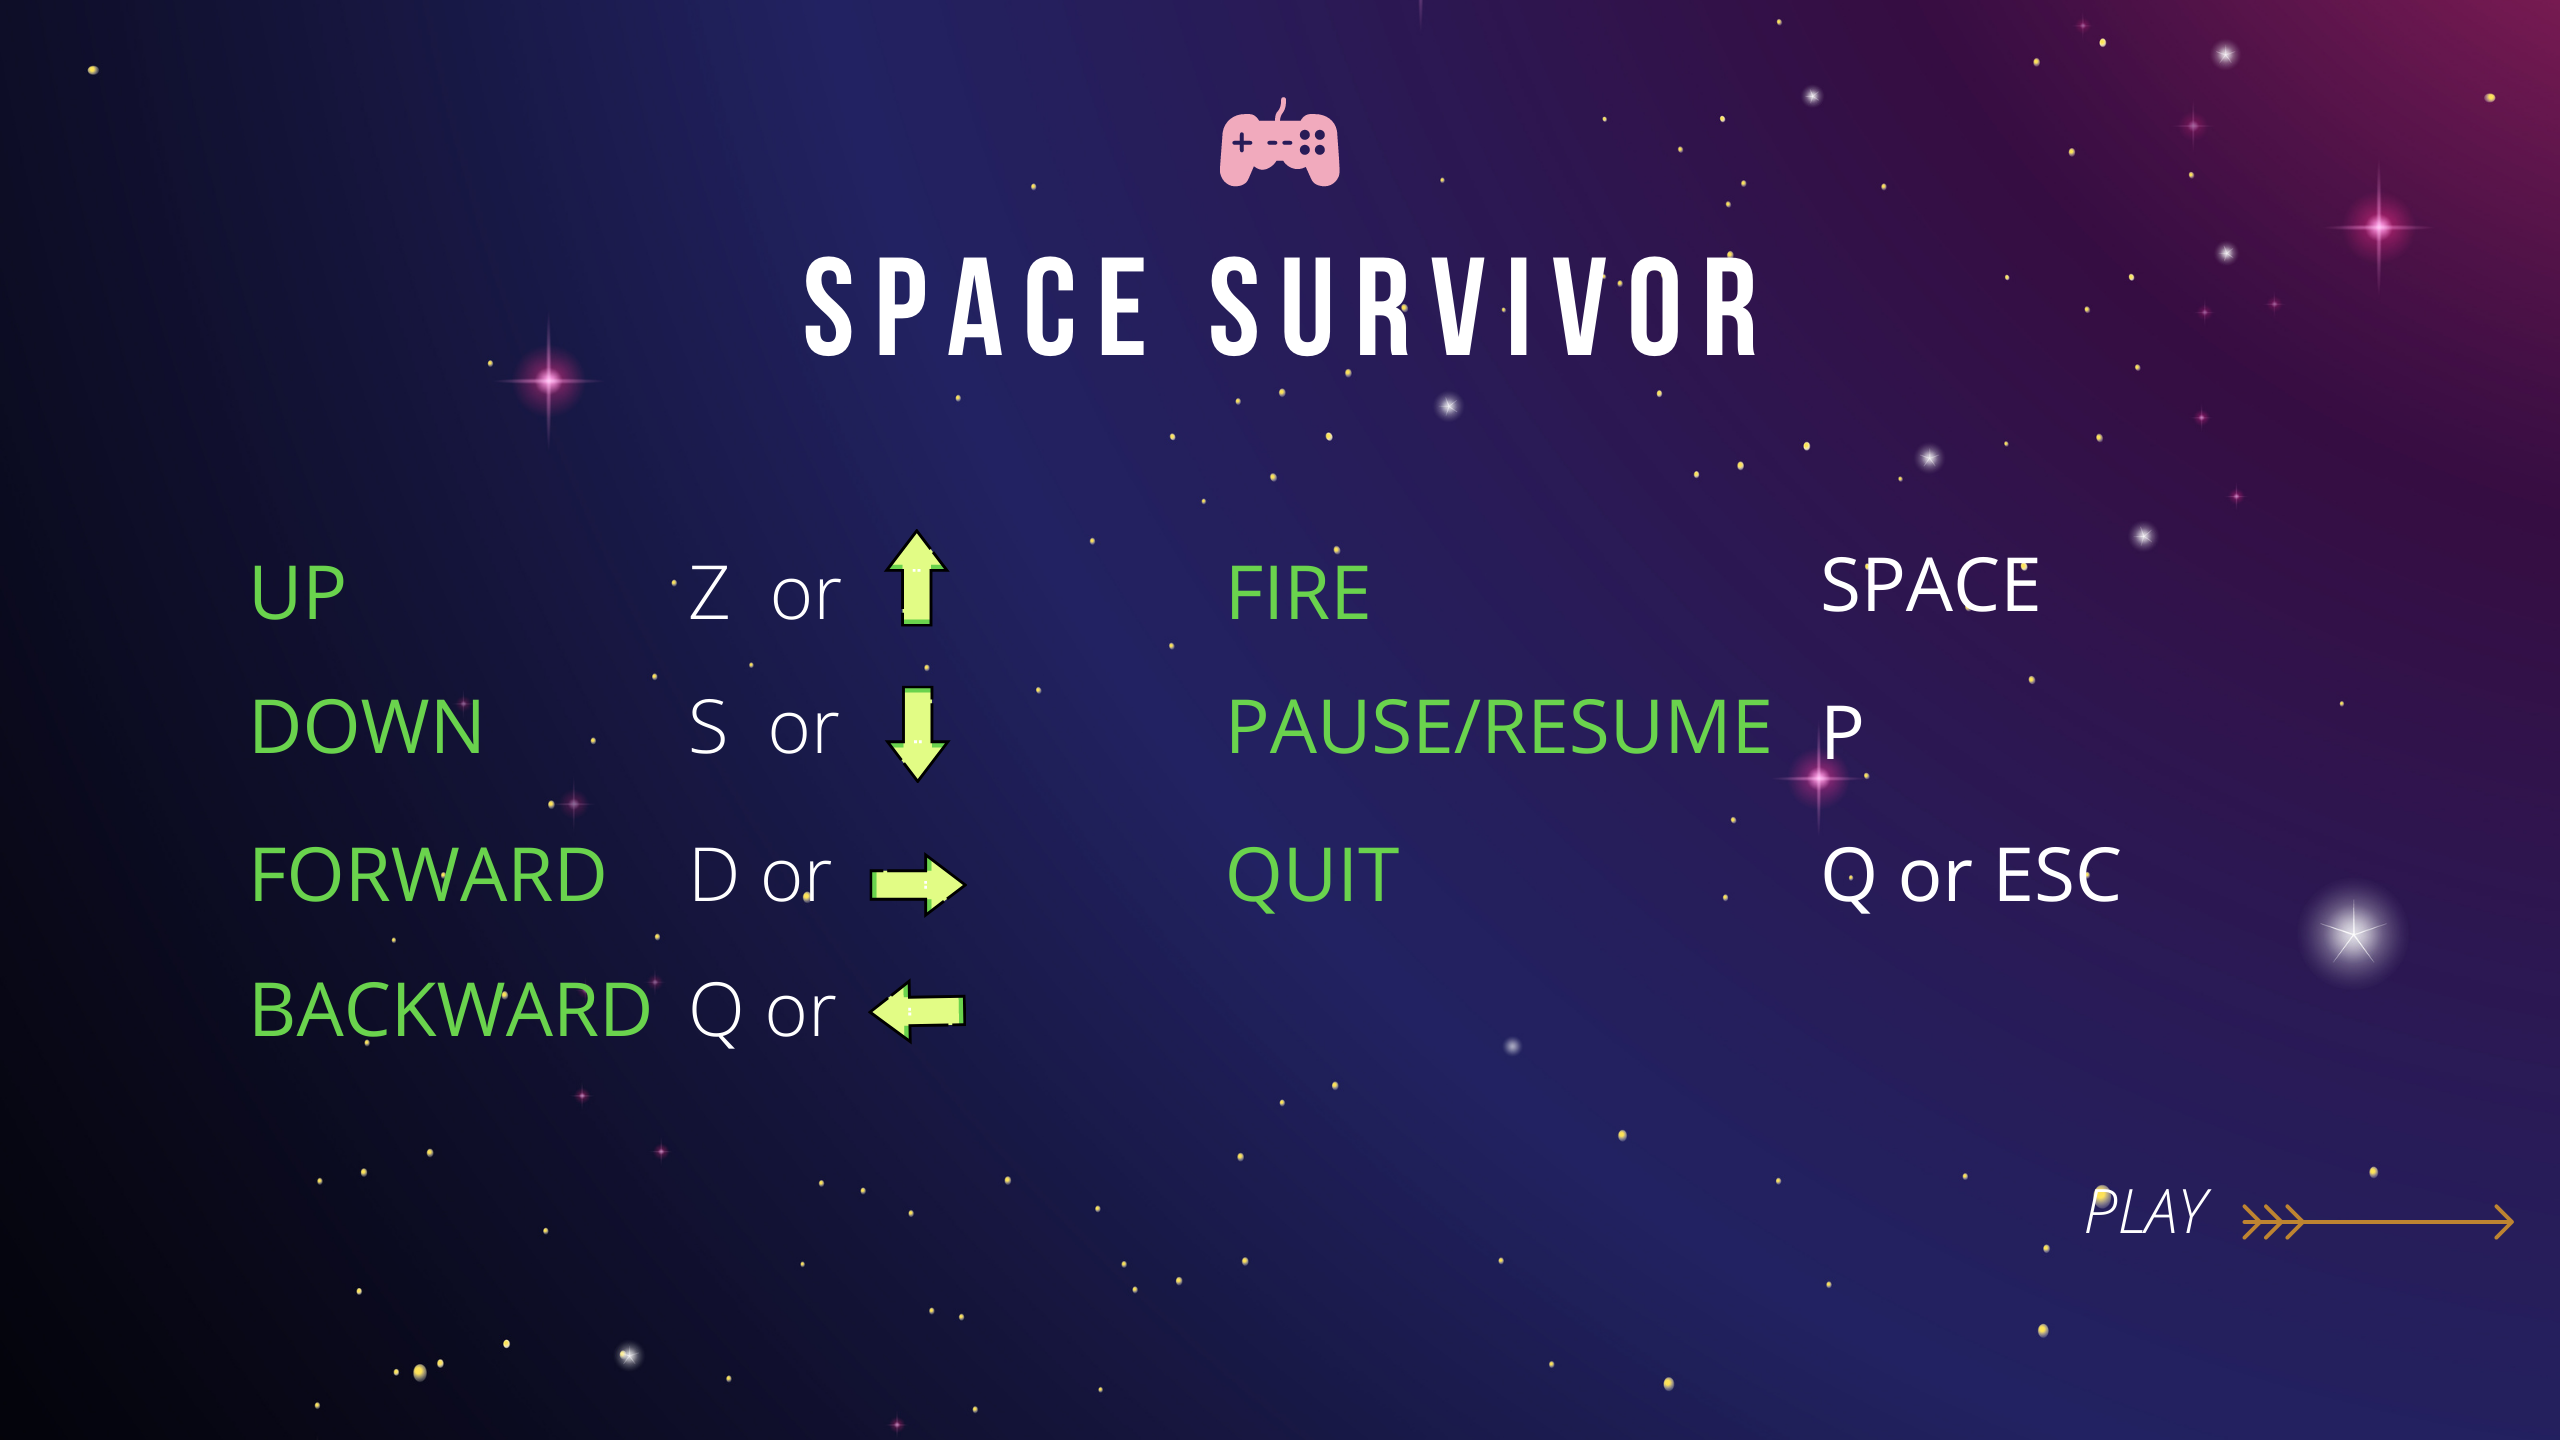 SPACE SURVIVOR
UP Z or
DOWN S or
FORWARD D or
BACKWARD Q or
FIRE SPACE
PAUSE/RESUME P
QUIT Q or ESC
PLAY